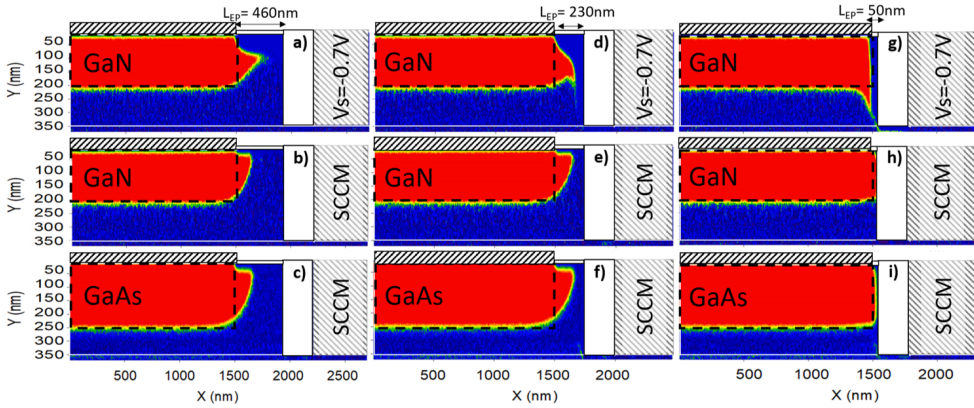 L_EP=460nm
L_EP=230nm
L_EP=50nm
Y (nm)
50
100
150
200
250
300
350
GaN
a)
Vs=-0.7V
GaN
d)
Vs=-0.7V
GaN
g)
Vs=-0.7V
Y (nm)
50
100
150
200
250
300
350
GaN
b)
SCCM
GaN
e)
SCCM
GaN
h)
SCCM
Y (nm)
50
100
150
200
250
300
350
GaAs
c)
SCCM
GaAs
f)
SCCM
GaAs
i)
SCCM
500 1000 1500 2000 2500
500 1000 1500 2000
500 1000 1500 2000
X (nm)
X (nm)
X (nm)